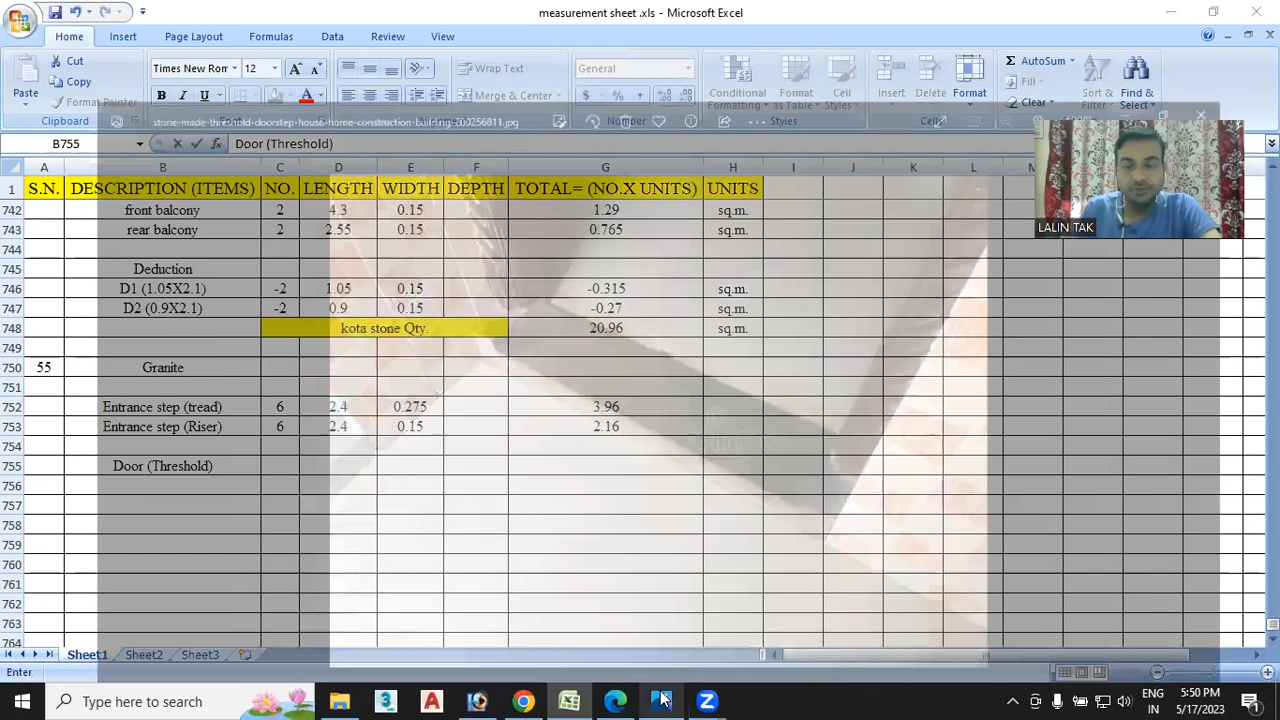 measurement sheet .xls - Microsoft Excel
Home Insert Page Layout Formulas Data Review View
Cut
Copy
Format Painter
Paste
Clipboard
Times New Rom 12
B I U A
Wrap Text
Merge & Center
General
$ % ,
Number
Conditional Formatting
Format as Table
Cell Styles
Styles
Insert Delete Format
Cells
AutoSum
Fill
Clear
Sort & Filter
Find & Select
B755 fx Door (Threshold)
A B C D E F G H I J K L
1 S.N. DESCRIPTION (ITEMS) NO. LENGTH WIDTH DEPTH TOTAL= (NO.X UNITS) UNITS
742 front balcony 2 4.3 0.15 1.29 sq.m.
743 rear balcony 2 2.55 0.15 0.765 sq.m.
744
745 Deduction
746 D1 (1.05X2.1) -2 1.05 0.15 -0.315 sq.m.
747 D2 (0.9X2.1) -2 0.9 0.15 -0.27 sq.m.
748 kota stone Qty. 20.96 sq.m.
749
750 55 Granite
751
752 Entrance step (tread) 6 2.4 0.275 3.96
753 Entrance step (Riser) 6 2.4 0.15 2.16
754
755 Door (Threshold)
756
757
758
759
760
761
762
763
764
LALIN TAK
Sheet1 Sheet2 Sheet3
Enter
Type here to search
ENG
IN
5:50 PM
5/17/2023